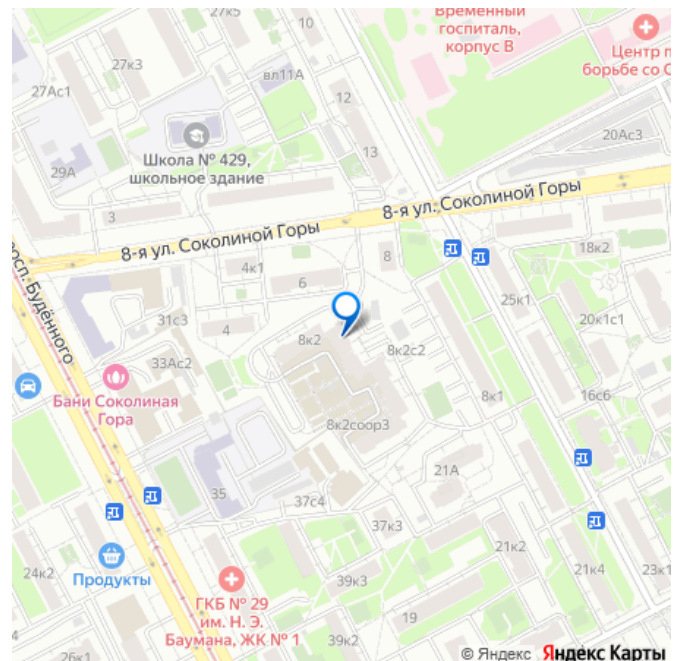 27к5
10
Временный
госпиталь,
корпус В
27к3
вл11А
Центр п
борьбе со С
27Ас1
12
20Ас3
13
Школа № 429,
школьное здание
29А
3
8-я ул. Соколиной Горы
8-я ул. Соколиной Горы
просп. Будённого
4к1
8
18к2
6
25к1
31с3
4
8к2
8к2с2
20к1с1
33Ас2
Бани Соколиная
Гора
8к1
16с6
8к2соор3
21А
35
37с4
37к3
21к2
24к2
Продукты
39к3
21к4
23к1
ГКБ № 29
им. Н. Э.
Баумана, ЖК № 1
19
39к2
26к1
© Яндекс Яндекс Карты